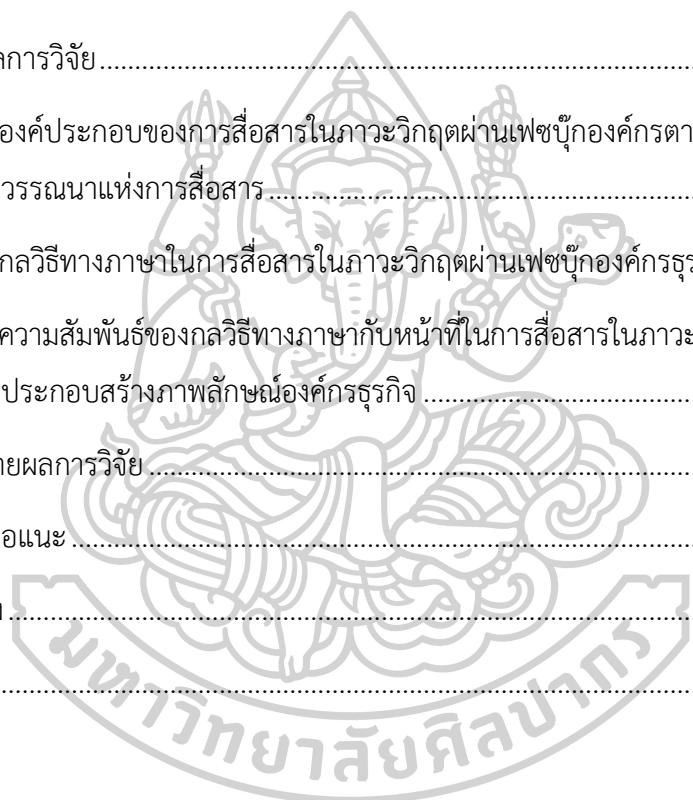 ลการวิจัย
องค์ประกอบของการสื่อสารในภาวะวิกฤตผ่านเฟซบุ๊กองค์กรตา
วรรณนาแห่งการสื่อสาร
กลวิธีทางภาษาในการสื่อสารในภาวะวิกฤตผ่านเฟซบุ๊กองค์กรธุร
ความสัมพันธ์ของกลวิธีทางภาษากับหน้าที่ในการสื่อสารในภาวะ
ประกอบสร้างภาพลักษณ์องค์กรธุรกิจ
ายผลการวิจัย
อแนะ
มหาวิทยาลัยศิลปากร